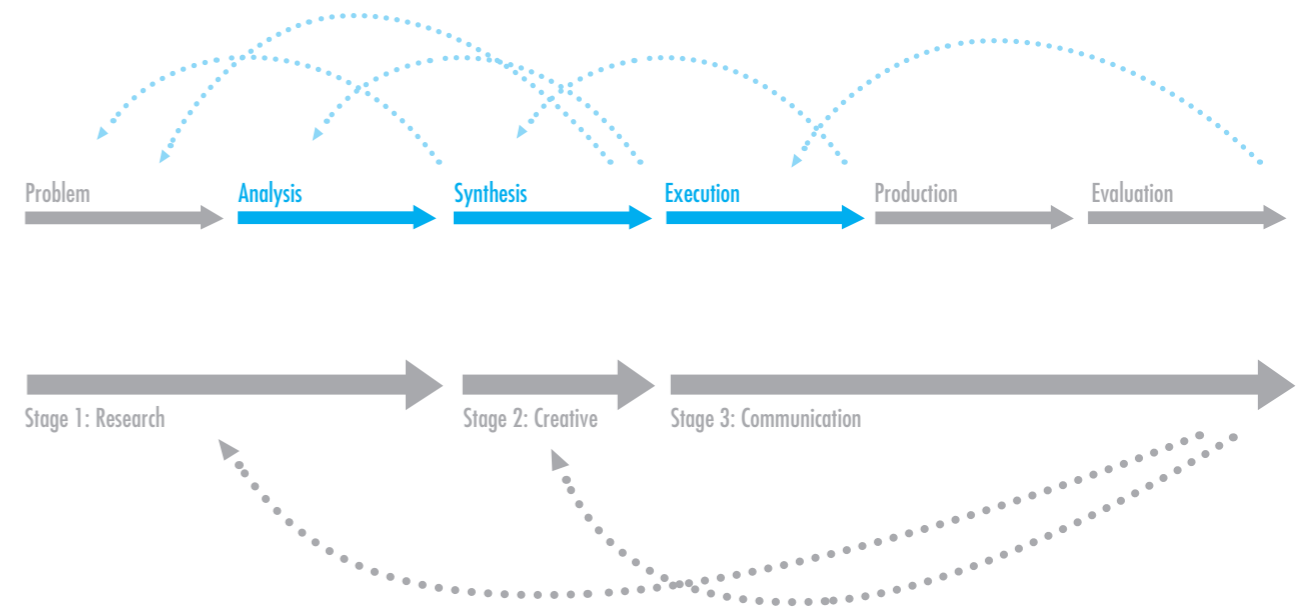 Problem
Analysis
Synthesis
Execution
Production
Evaluation
Stage 1: Research
Stage 2: Creative
Stage 3: Communication